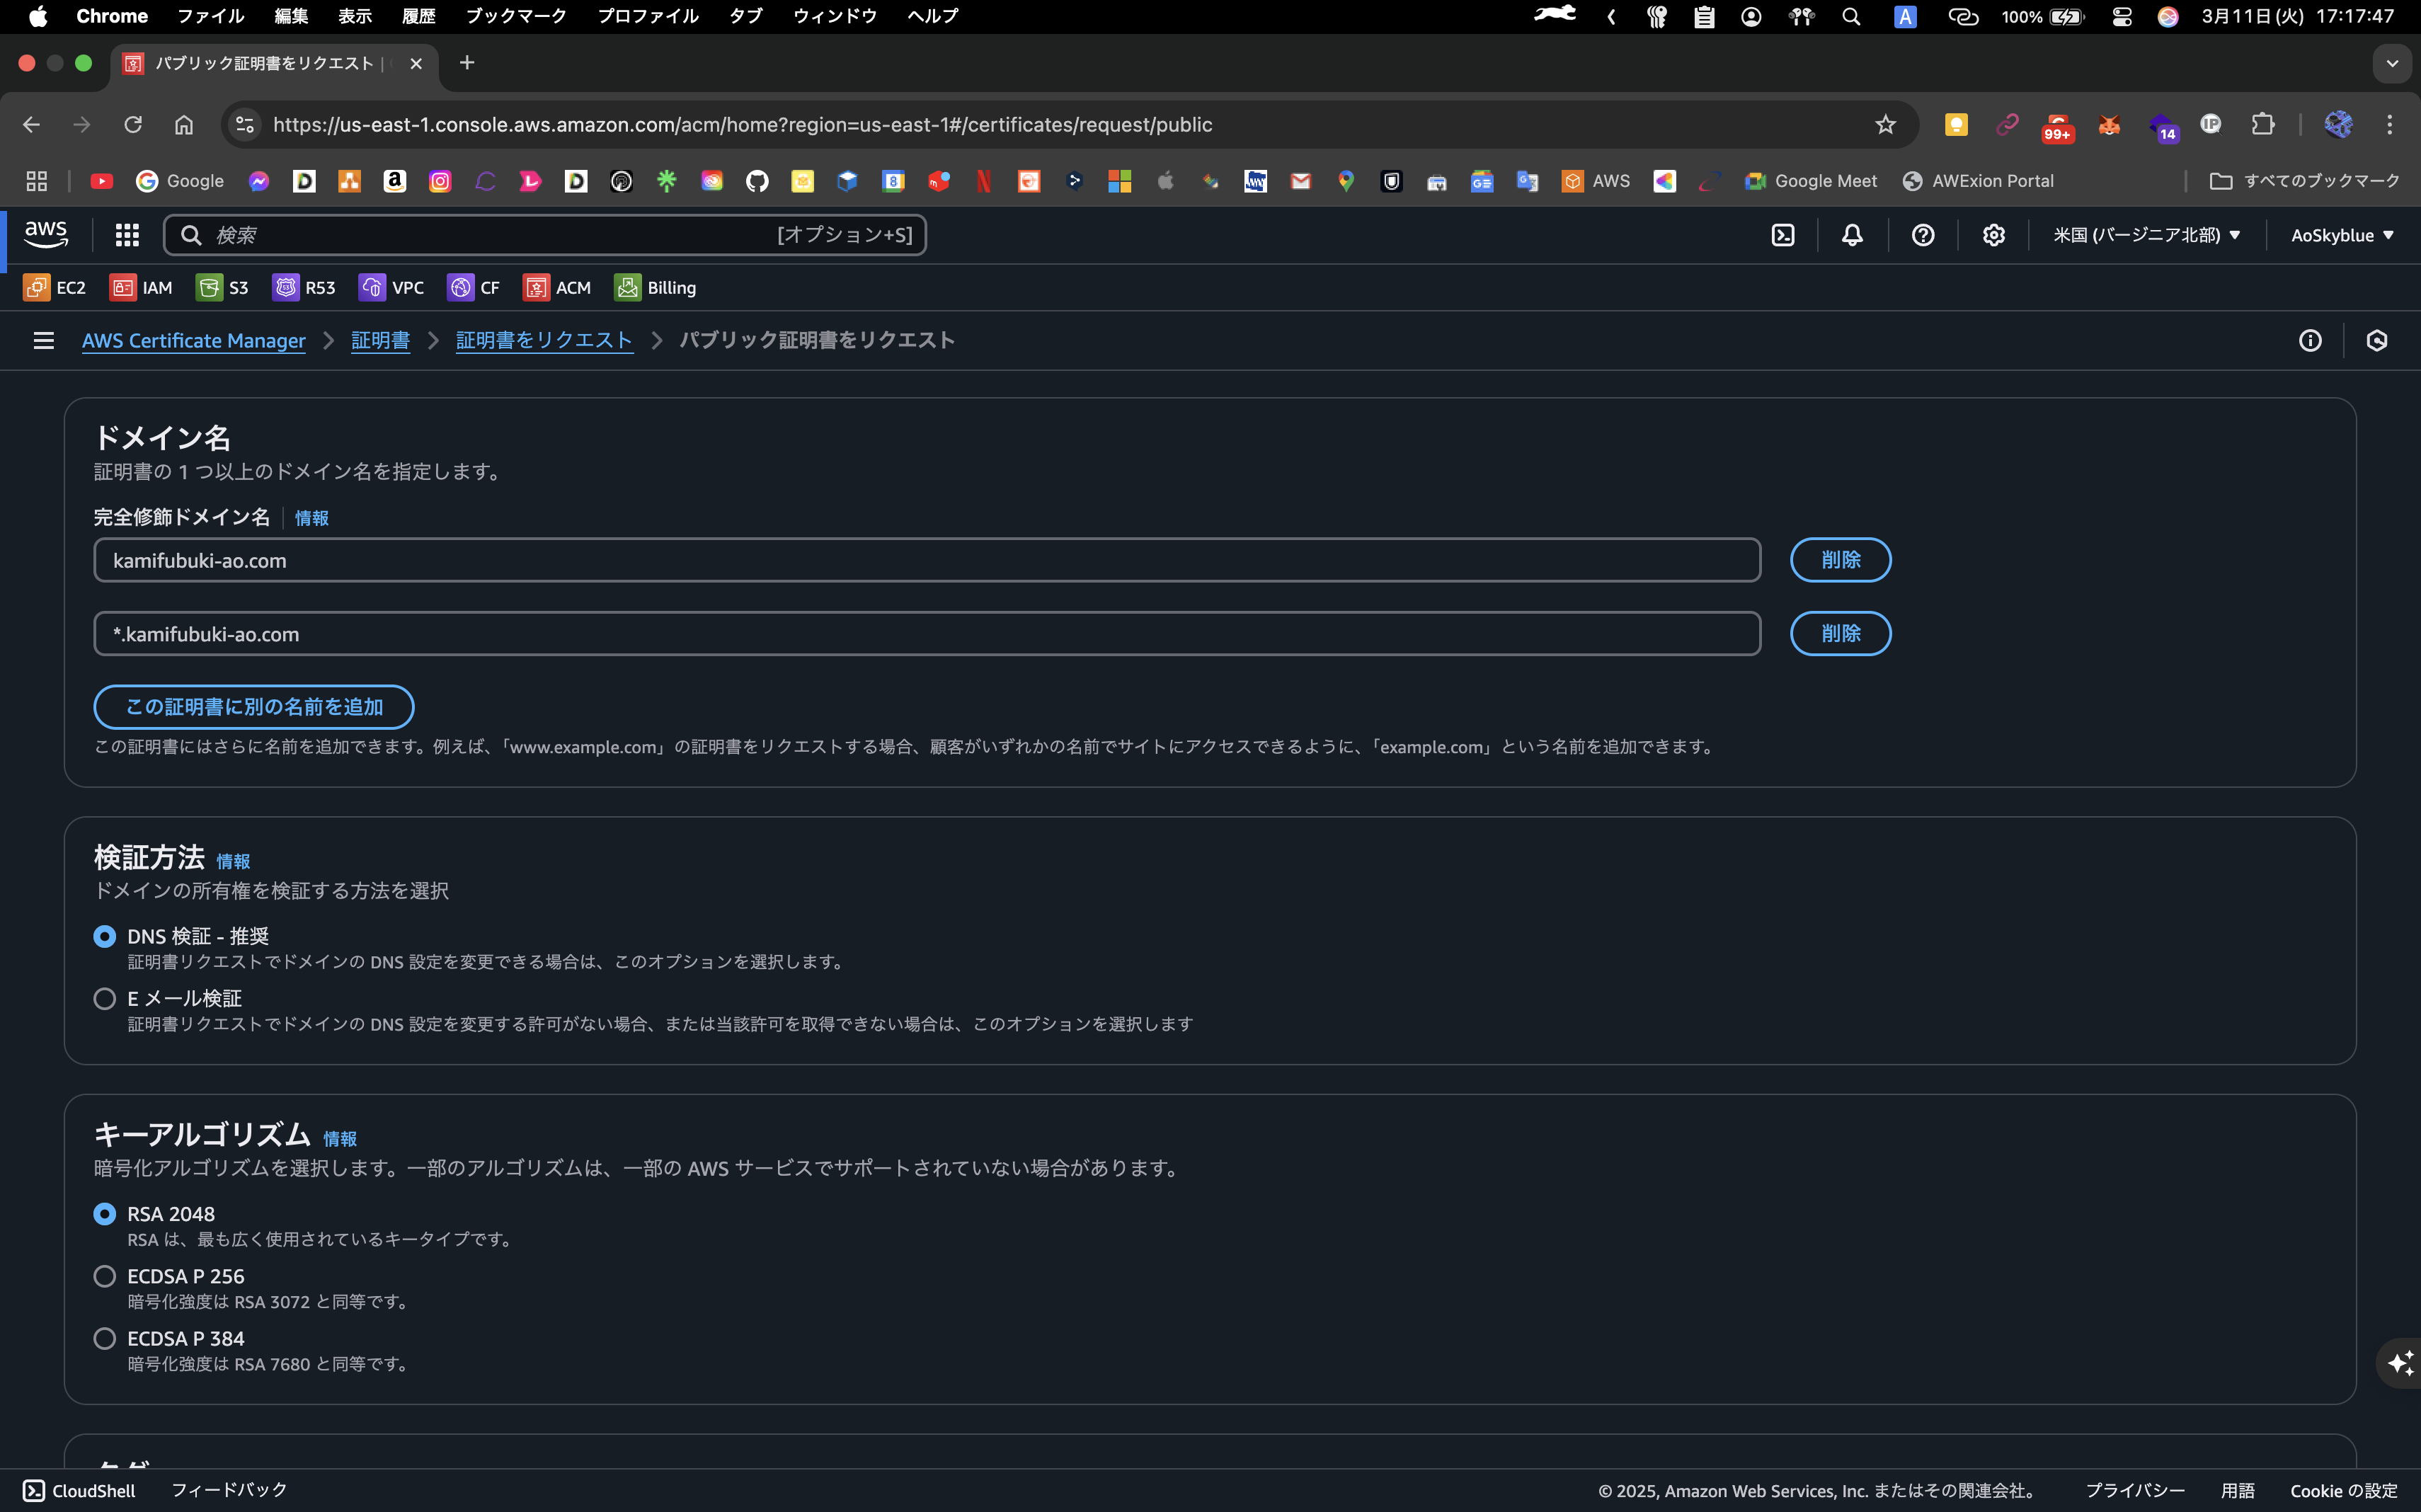 Chrome ファイル 編集 表示 履歴 ブックマーク プロファイル タブ ウィンドウ ヘルプ A 100% 3月11日(火) 17:17:47
パブリック証明書をリクエスト |
https://us-east-1.console.aws.amazon.com/acm/home?region=us-east-1#/certificates/request/public 99+ 14 IP
Google AWS Google Meet AWExion Portal すべてのブックマーク
aws 検索 [オプション+S] 米国 (バージニア北部) AoSkyblue
EC2 IAM S3 R53 VPC CF ACM Billing
AWS Certificate Manager 証明書 証明書をリクエスト パブリック証明書をリクエスト
ドメイン名
証明書の 1 つ以上のドメイン名を指定します。
完全修飾ドメイン名 情報
kamifubuki-ao.com 削除
*.kamifubuki-ao.com 削除
この証明書に別の名前を追加
この証明書にはさらに名前を追加できます。例えば、「www.example.com」の証明書をリクエストする場合、顧客がいずれかの名前でサイトにアクセスできるように、「example.com」という名前を追加できます。
検証方法 情報
ドメインの所有権を検証する方法を選択
DNS 検証 - 推奨
証明書リクエストでドメインの DNS 設定を変更できる場合は、このオプションを選択します。
E メール検証
証明書リクエストでドメインの DNS 設定を変更する許可がない場合、または当該許可を取得できない場合は、このオプションを選択します
キーアルゴリズム 情報
暗号化アルゴリズムを選択します。一部のアルゴリズムは、一部の AWS サービスでサポートされていない場合があります。
RSA 2048
RSA は、最も広く使用されているキータイプです。
ECDSA P 256
暗号化強度は RSA 3072 と同等です。
ECDSA P 384
暗号化強度は RSA 7680 と同等です。
CloudShell フィードバック © 2025, Amazon Web Services, Inc. またはその関連会社。 プライバシー 用語 Cookie の設定